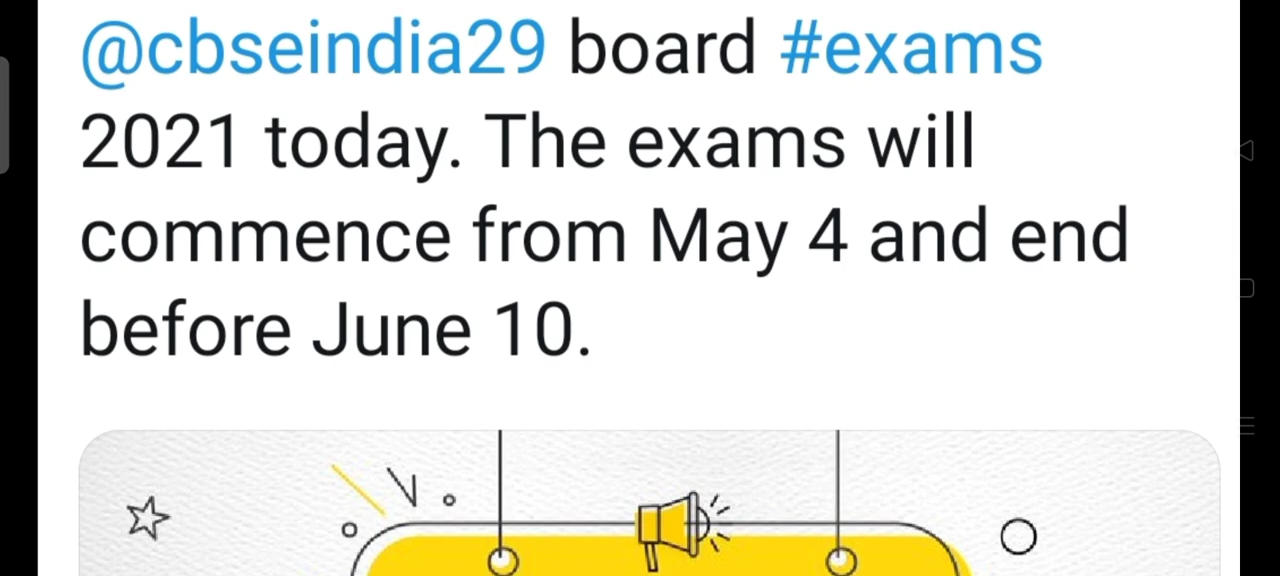 @cbseindia29 board #exams
2021 today. The exams will
commence from May 4 and end
before June 10.